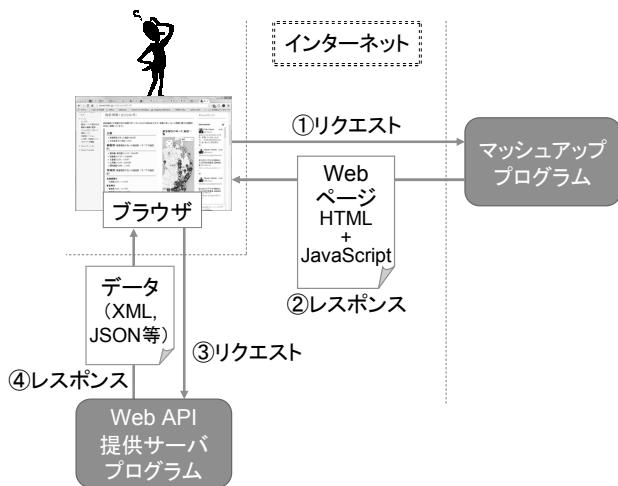 インターネット
①リクエスト
マッシュアップ
プログラム
Web
ページ
HTML
+
JavaScript
②レスポンス
ブラウザ
データ
（XML,
JSON等）
③リクエスト
④レスポンス
Web API
提供サーバ
プログラム